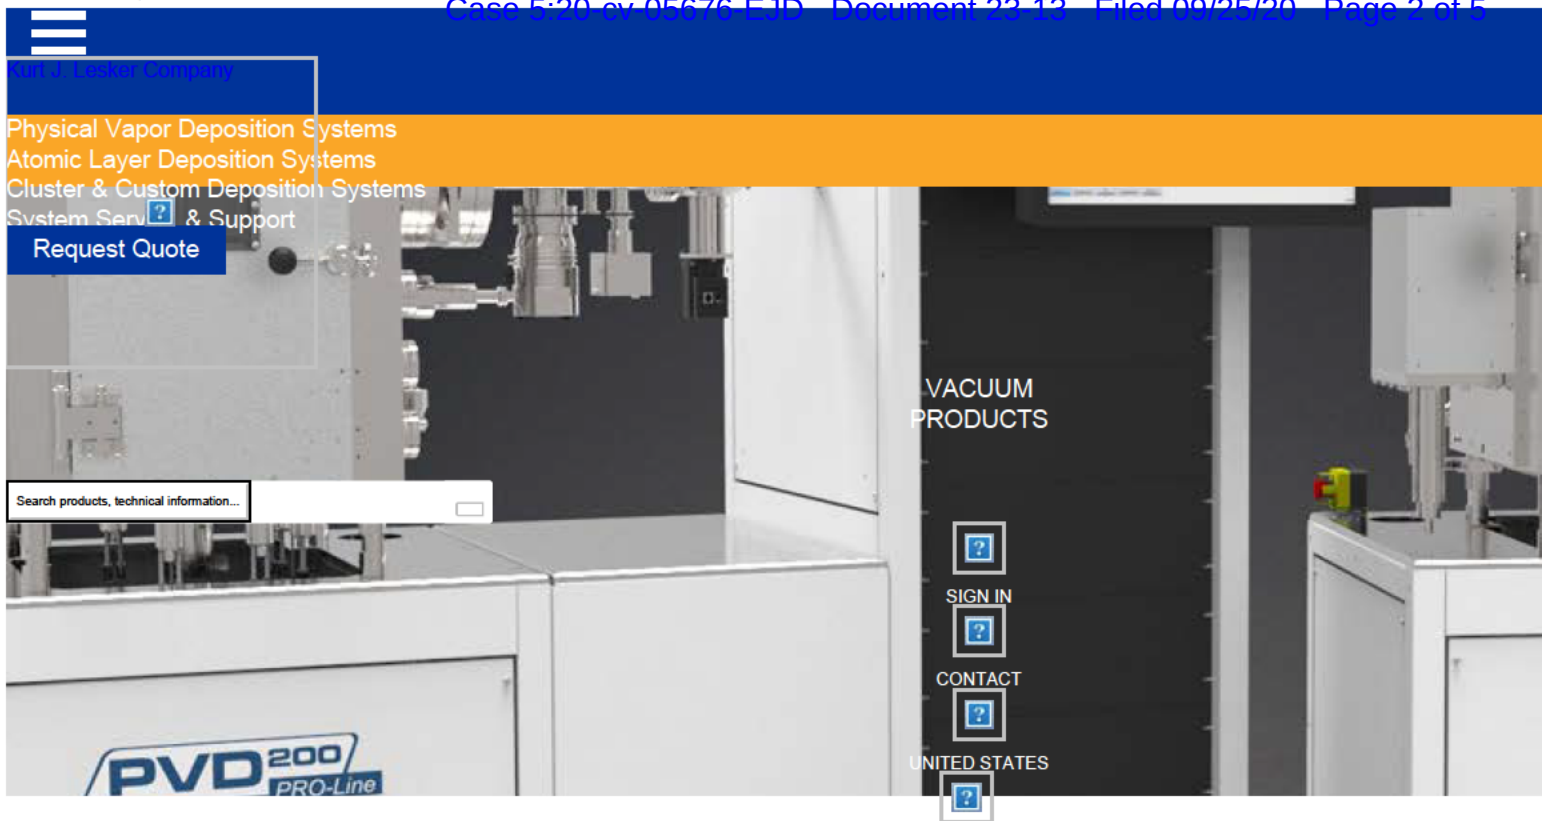 Case 5:20-cv-05676-EJD Document 23-13 Filed 09/25/20 Page 2 of 5
Kurt J. Lesker Company
Physical Vapor Deposition Systems
Atomic Layer Deposition Systems
Cluster & Custom Deposition Systems
System Serv & Support
Request Quote
VACUUM
PRODUCTS
Search products, technical information...
SIGN IN
CONTACT
UNITED STATES
PVD 200
PRO-Line